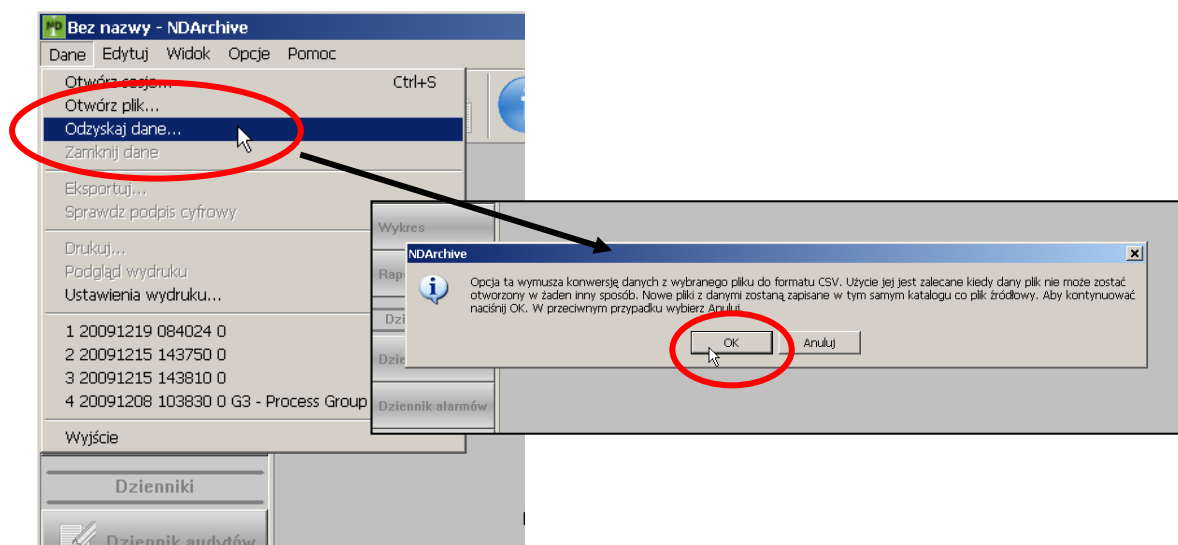 Bez nazwy - NDArchive
Dane Edytuj Widok Opcje Pomoc
Otwórz sesję... Ctrl+S
Otwórz plik...
Odzyskaj dane...
Zamknij dane
Eksportuj...
Sprawdz podpis cyfrowy
Drukuj...
Podgląd wydruku
Ustawienia wydruku...
1 20091219 084024 0
2 20091215 143750 0
3 20091215 143810 0
4 20091208 103830 0 G3 - Process Group
Wyjście
Dzienniki
Dziennik audytów
Wykres
NDArchive
Opcja ta wymusza konwersję danych z wybranego pliku do formatu CSV. Użycie jej jest zalecane kiedy dany plik nie może zostać
otworzony w żaden inny sposób. Nowe pliki z danymi zostaną zapisane w tym samym katalogu co plik źródłowy. Aby kontynuować
naciśnij OK. W przeciwnym przypadku wybierz Anuluj.
OK Anuluj
Dziennik alarmów